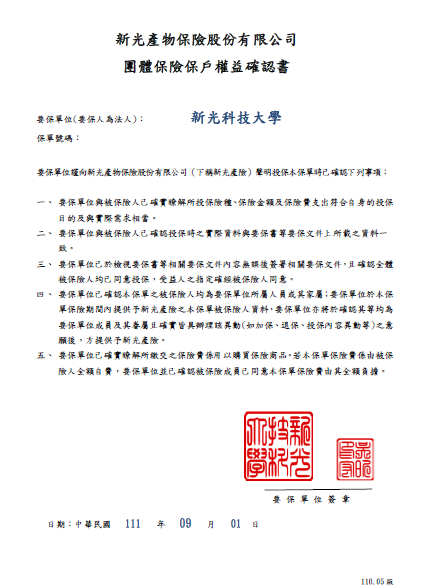 新光產物保險股份有限公司
團體保險保戶權益確認書
要保單位(要保人為法人)： 新光科技大學
保單號碼：
要保單位謹向新光產物保險股份有限公司（下稱新光產險）聲明投保本保單時已確認下列事項：
一、 要保單位與被保險人已確實瞭解所投保險種、保險金額及保險費支出符合自身的投保
目的及與實際需求相當。
二、 要保單位與被保險人已確認投保時之實際資料與要保書等要保文件上所載之資料一
致。
三、 要保單位已於檢視要保書等相關要保文件內容無誤後簽署相關要保文件，且確認全體
被保險人均已同意投保，受益人之指定確經被保險人同意。
四、 要保單位已確認本保單之被保險人均為要保單位所屬人員或其家屬；要保單位於本保
單保險期間內提供予新光產險之本保單被保險人資料，要保單位亦將於確認其等均為
要保單位成員及其眷屬且確實皆具辦理該異動(如加保、退保、投保內容異動等)之意
願後，方提供予新光產險。
五、 要保單位已確實瞭解所繳交之保險費係用以購買保險商品，若本保單保險費係由被保
險人全額自費，要保單位並已確認被保險成員已同意本保單保險費由其全額負擔。
新光科技大學
要保單位簽章
日期：中華民國 111 年 09 月 01 日
110.05 版